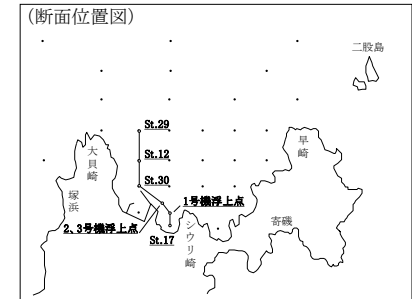 (断面位置図)
二股島
St.29
早崎
大貝崎
St.12
塚浜
St.30
1号機浮上点
寄磯
シウリ崎
2、3号機浮上点
St.17